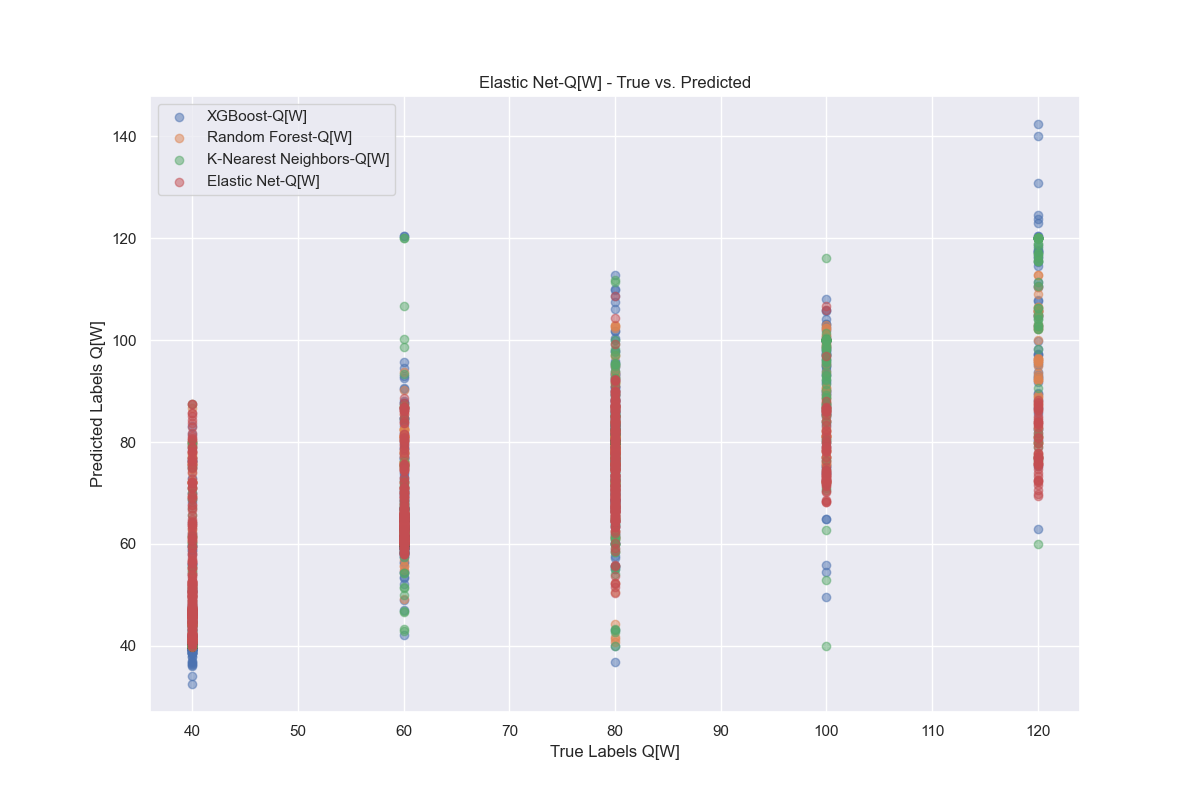 Elastic Net-Q[W] - True vs. Predicted
XGBoost-Q[W]
Random Forest-Q[W]
K-Nearest Neighbors-Q[W]
Elastic Net-Q[W]
140
120
100
80
60
40
Predicted Labels Q[W]
40 50 60 70 80 90 100 110 120
True Labels Q[W]